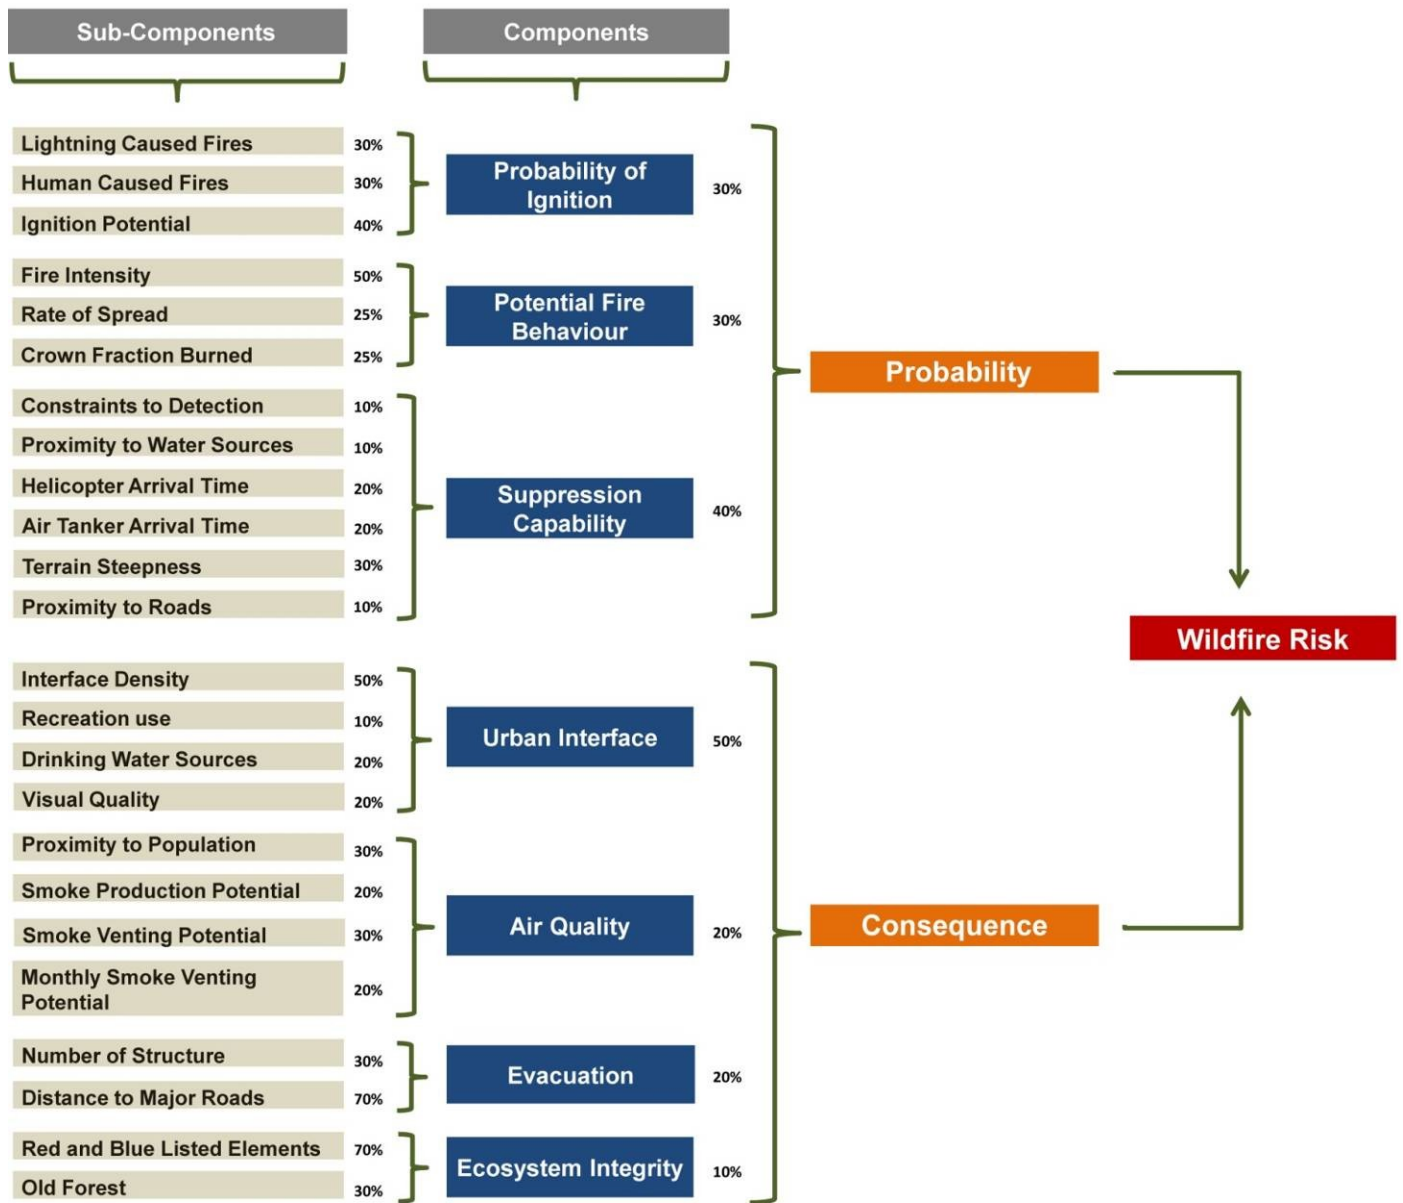 Sub-Components
Components
Lightning Caused Fires 30%
Human Caused Fires 30%
Ignition Potential 40%
Probability of
Ignition
30%
Fire Intensity 50%
Rate of Spread 25%
Crown Fraction Burned 25%
Potential Fire
Behaviour
30%
Constraints to Detection 10%
Proximity to Water Sources 10%
Helicopter Arrival Time 20%
Air Tanker Arrival Time 20%
Terrain Steepness 30%
Proximity to Roads 10%
Suppression
Capability
40%
Probability
Interface Density 50%
Recreation use 10%
Drinking Water Sources 20%
Visual Quality 20%
Urban Interface
50%
Proximity to Population 30%
Smoke Production Potential 20%
Smoke Venting Potential 30%
Monthly Smoke Venting
Potential
20%
Air Quality
20%
Number of Structure 30%
Distance to Major Roads 70%
Evacuation
20%
Red and Blue Listed Elements 70%
Old Forest 30%
Ecosystem Integrity
10%
Consequence
Wildfire Risk